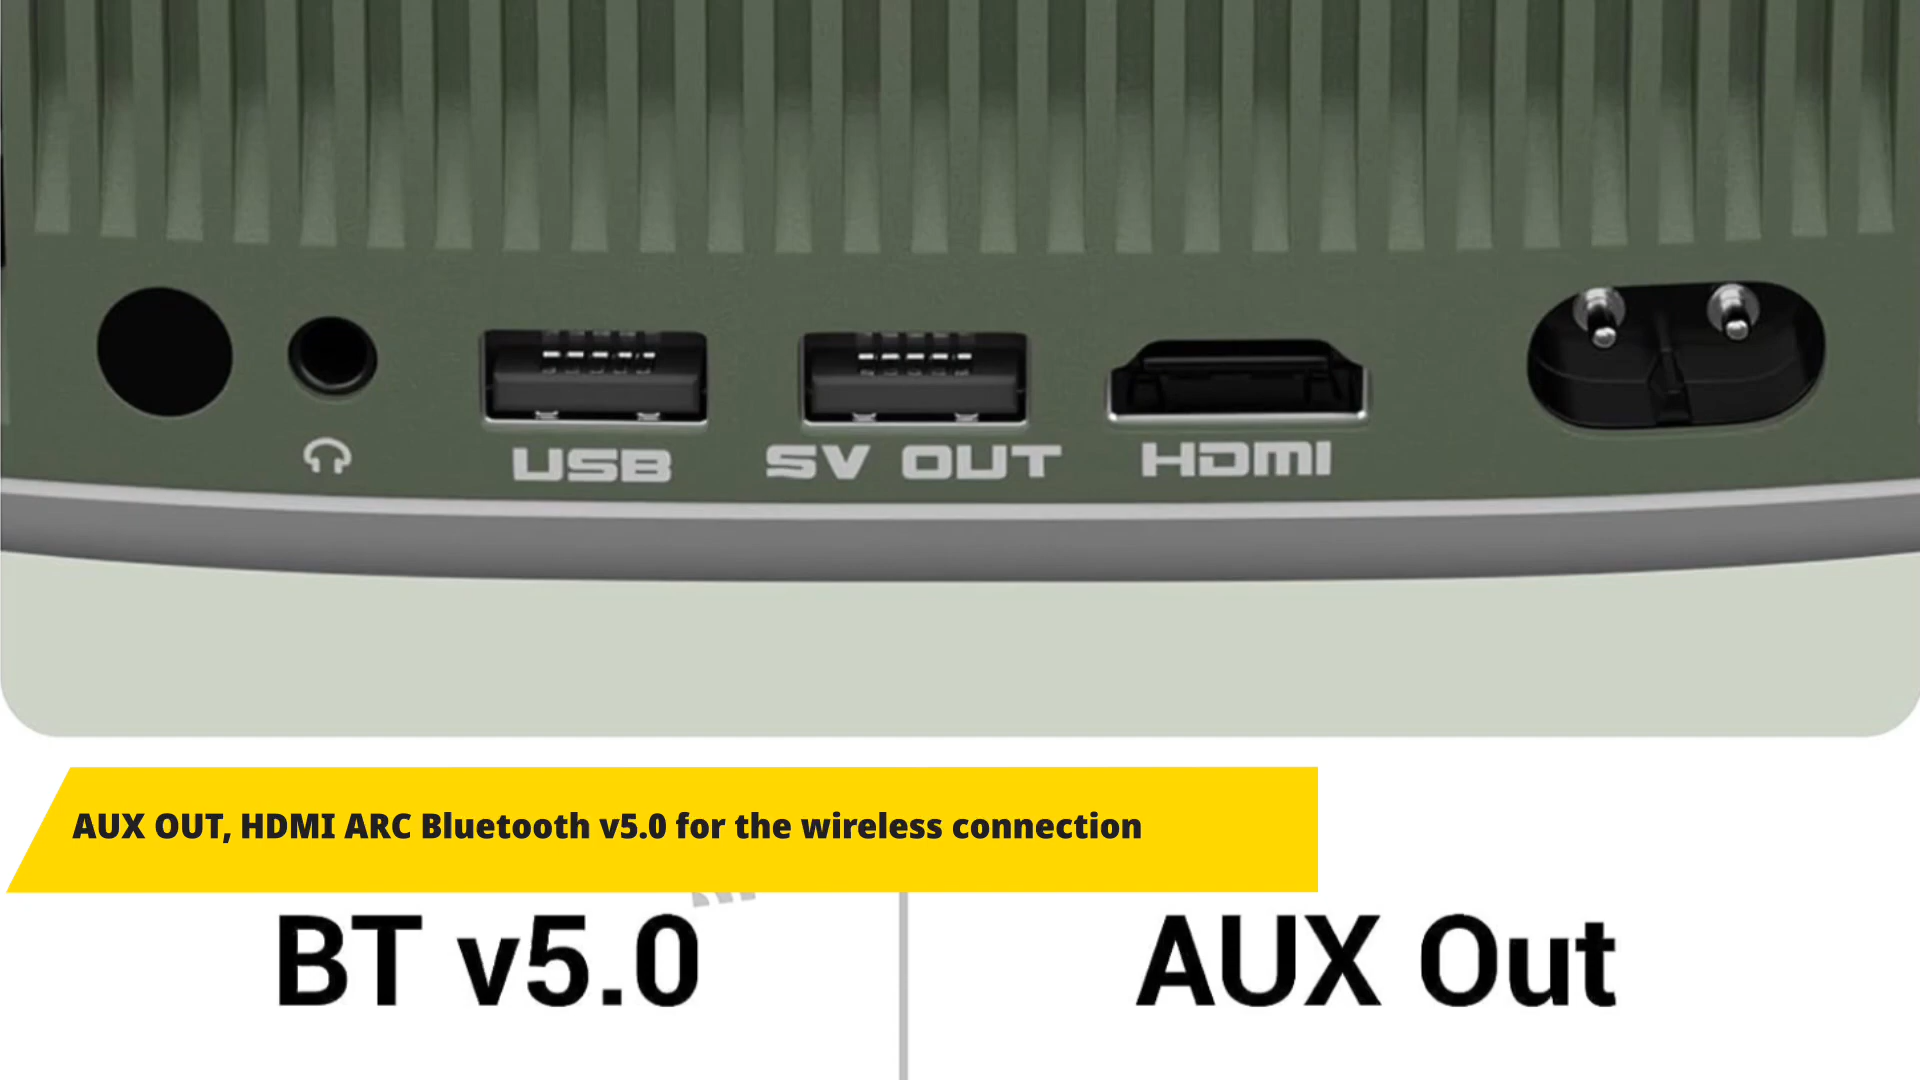 USB
5V OUT
HDMI
AUX OUT, HDMI ARC Bluetooth v5.0 for the wireless connection
BT v5.0
AUX Out